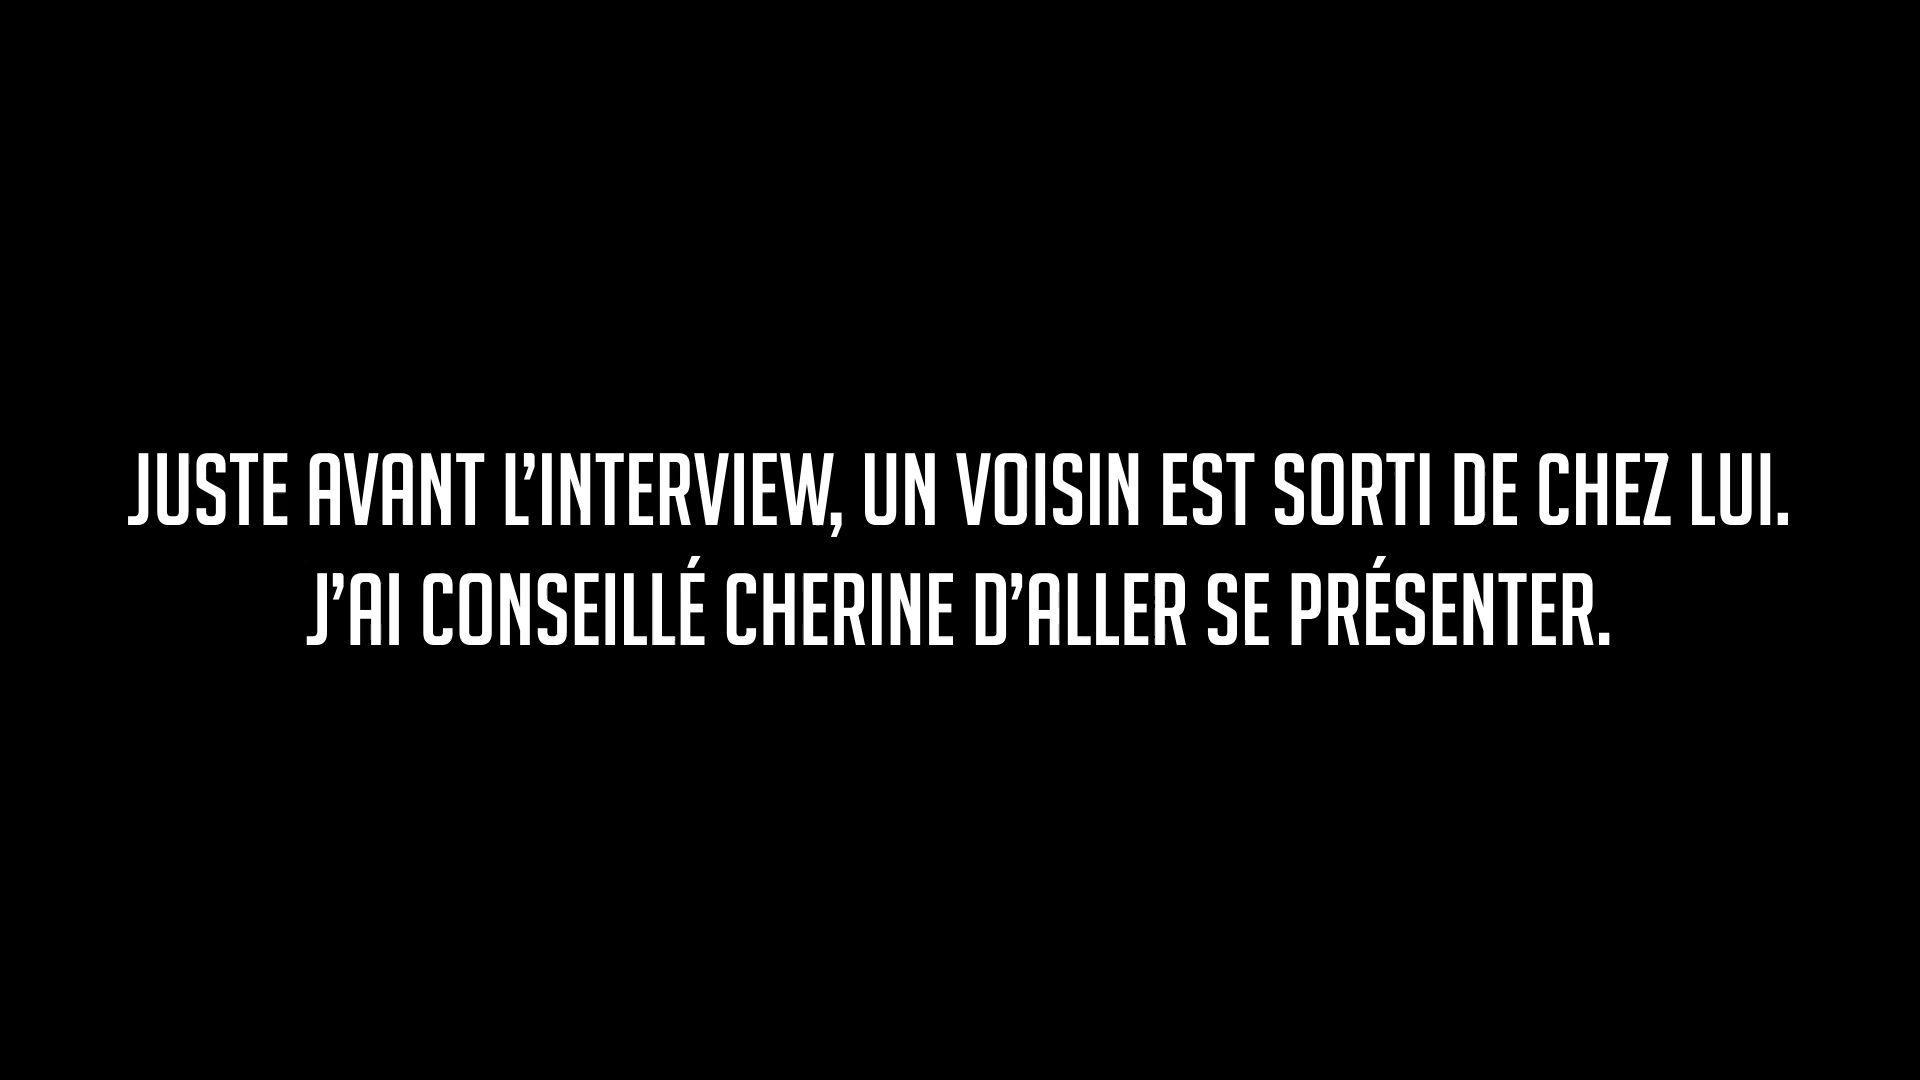 JUSTE AVANT L’INTERVIEW, UN VOISIN EST SORTI DE CHEZ LUI.
J’AI CONSEILLÉ CHERINE D’ALLER SE PRÉSENTER.